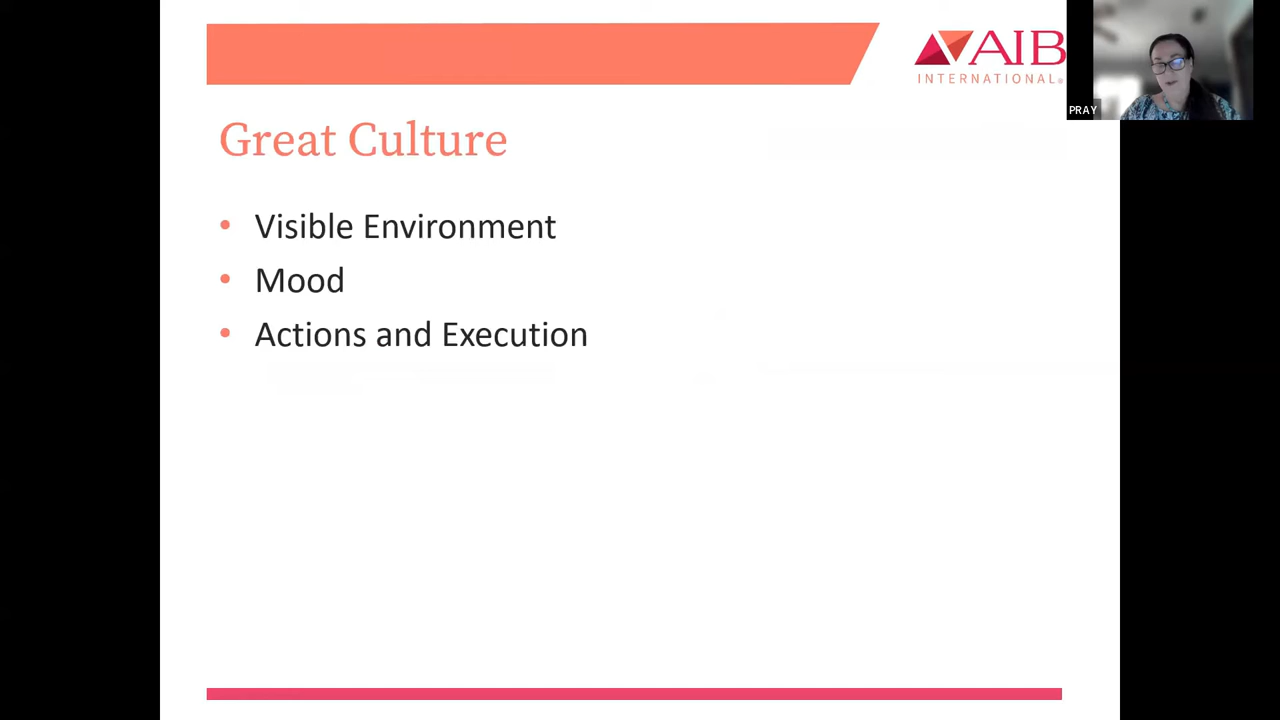 AIB
INTERNATIONAL®
PRAY
Great Culture
• Visible Environment
• Mood
• Actions and Execution